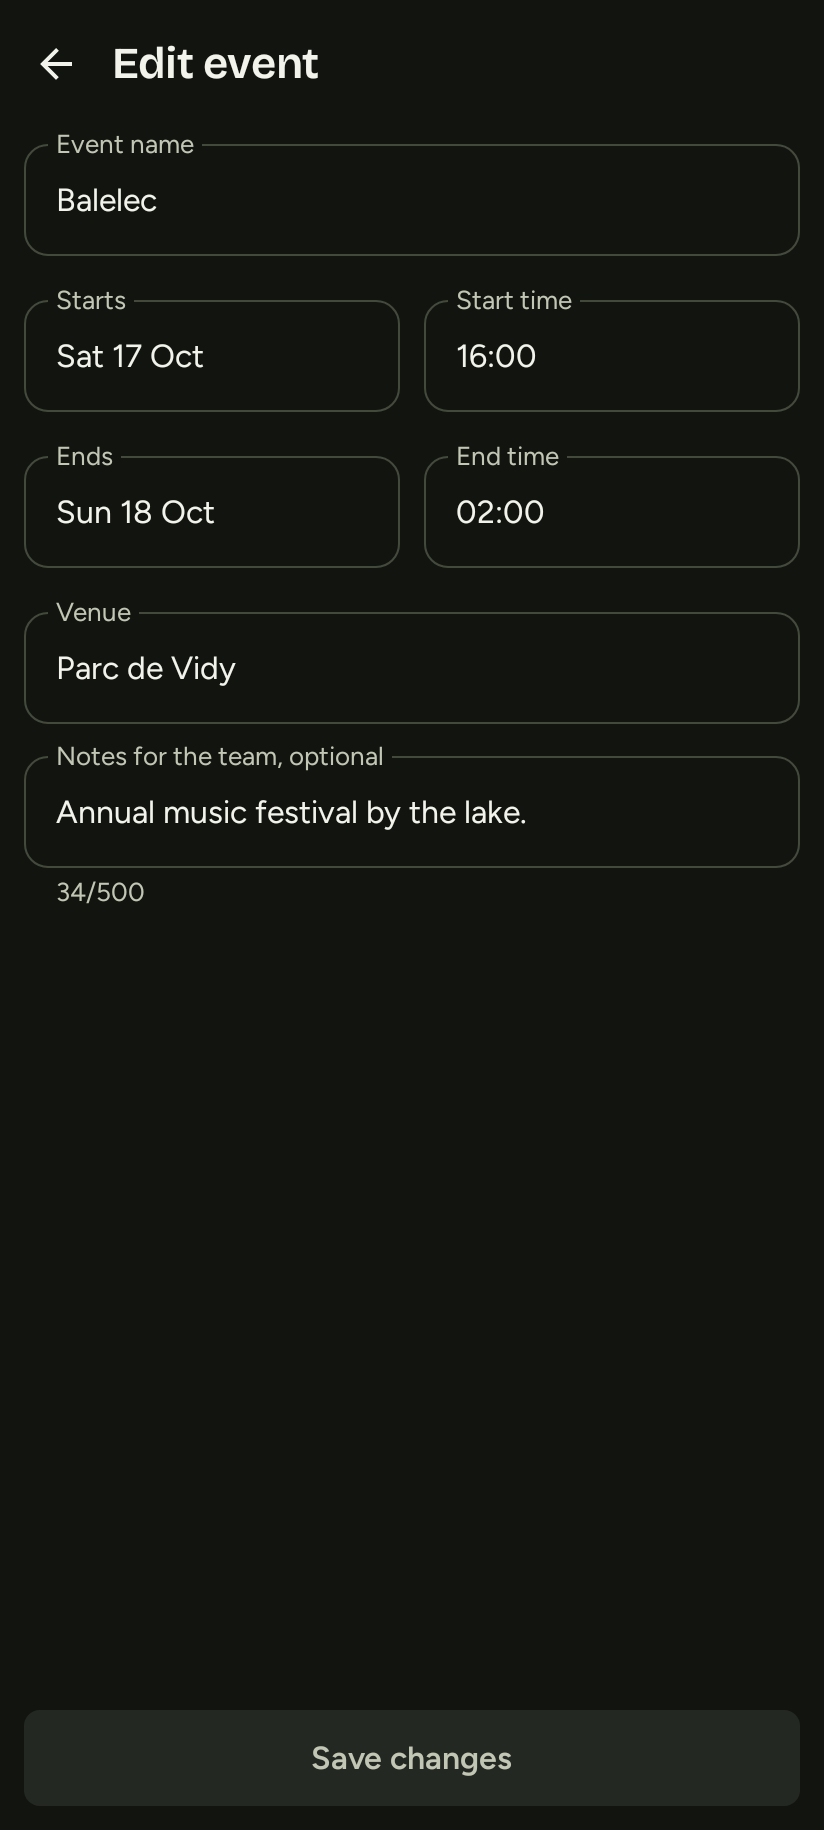 Edit event
Event name
Balelec
Starts
Sat 17 Oct
Start time
16:00
Ends
Sun 18 Oct
End time
02:00
Venue
Parc de Vidy
Notes for the team, optional
Annual music festival by the lake.
34/500
Save changes